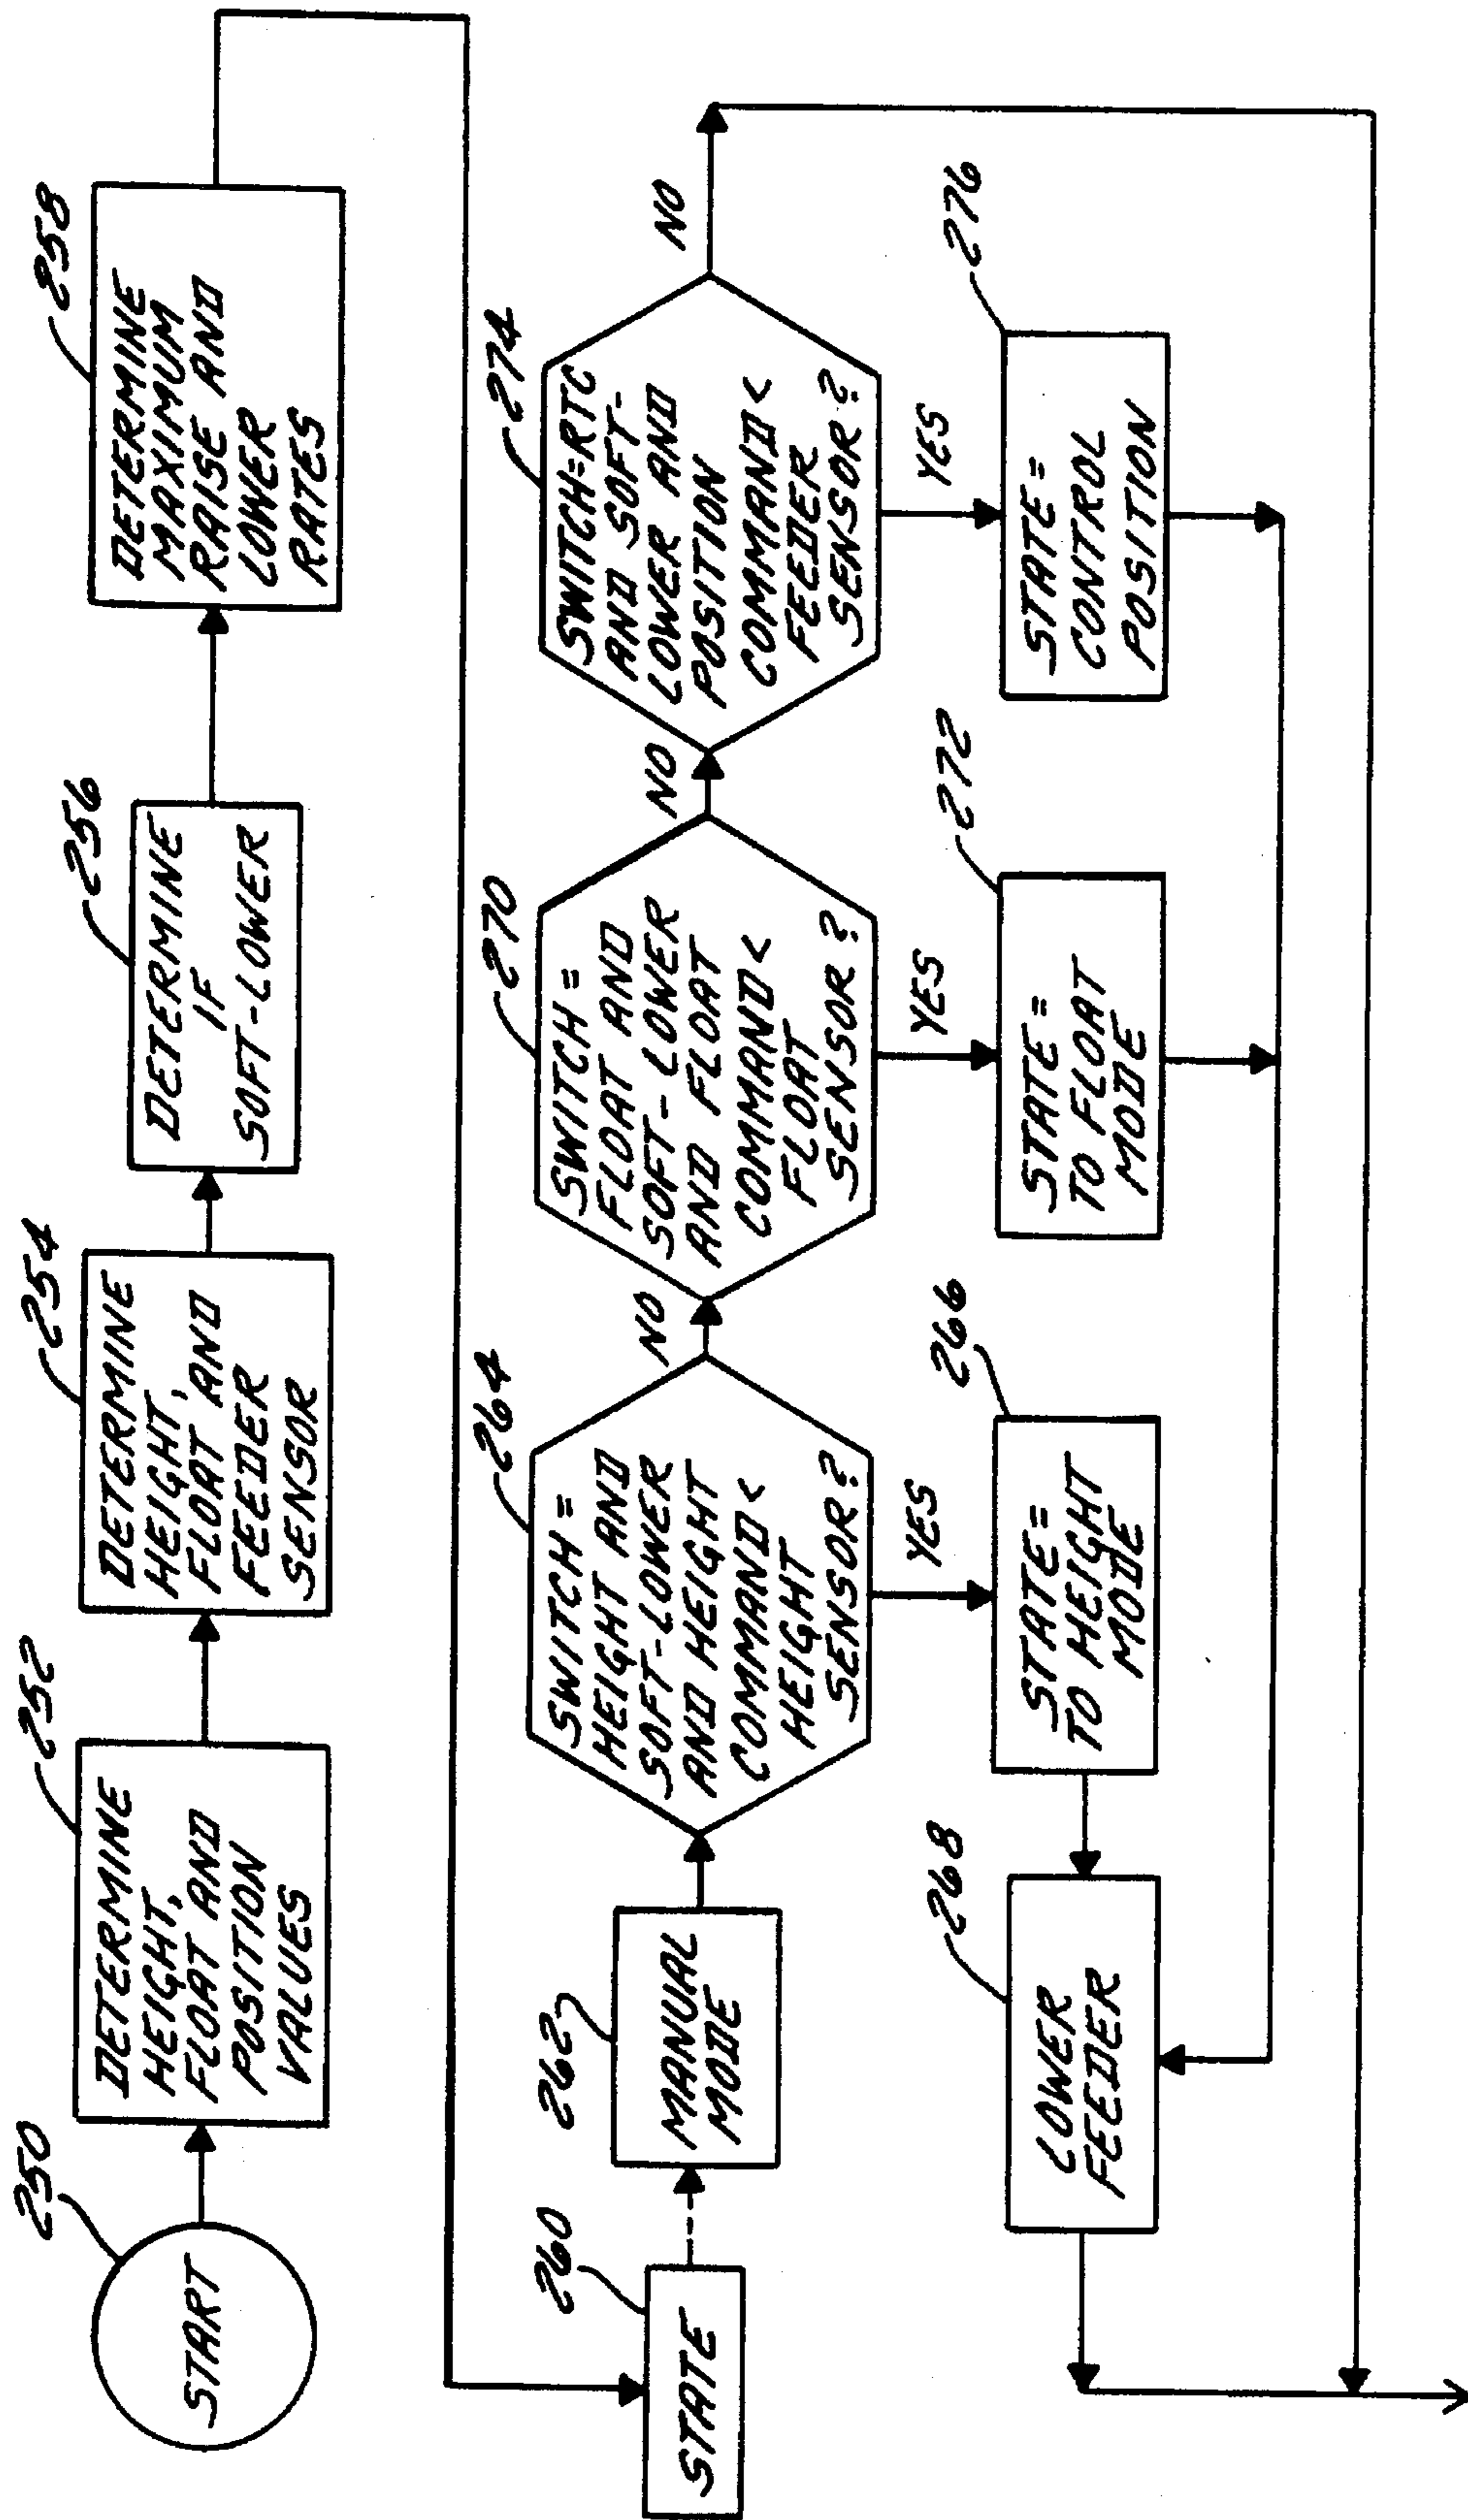 250
START
252
DETERMINE
HEIGHT,
FLOAT AND
POSITION
VALUES
254
DETERMINE
HEIGHT,
FLOAT AND
FEEDER
SENSOR
256
DETERMINE
IF
SOFT-LOWER
258
DETERMINE
MAXIMUM
RAISE AND
LOWER
RATES
260
STATE
262
MANUAL
MODE
264
SWITCH =
HEIGHT AND
SOFT-LOWER
AND HEIGHT
COMMAND <
HEIGHT
SENSOR?
NO
YES
270
SWITCH =
FLOAT AND
SOFT-LOWER
AND FLOAT
COMMAND <
FLOAT
SENSOR?
NO
YES
274
SWITCH=RTC
AND SOFT-
LOWER AND
POSITION
COMMAND <
FEEDER
SENSOR?
NO
YES
268
LOWER
FEEDER
266
STATE =
TO HEIGHT
MODE
272
STATE =
TO FLOAT
MODE
276
STATE =
CONTROL
POSITION